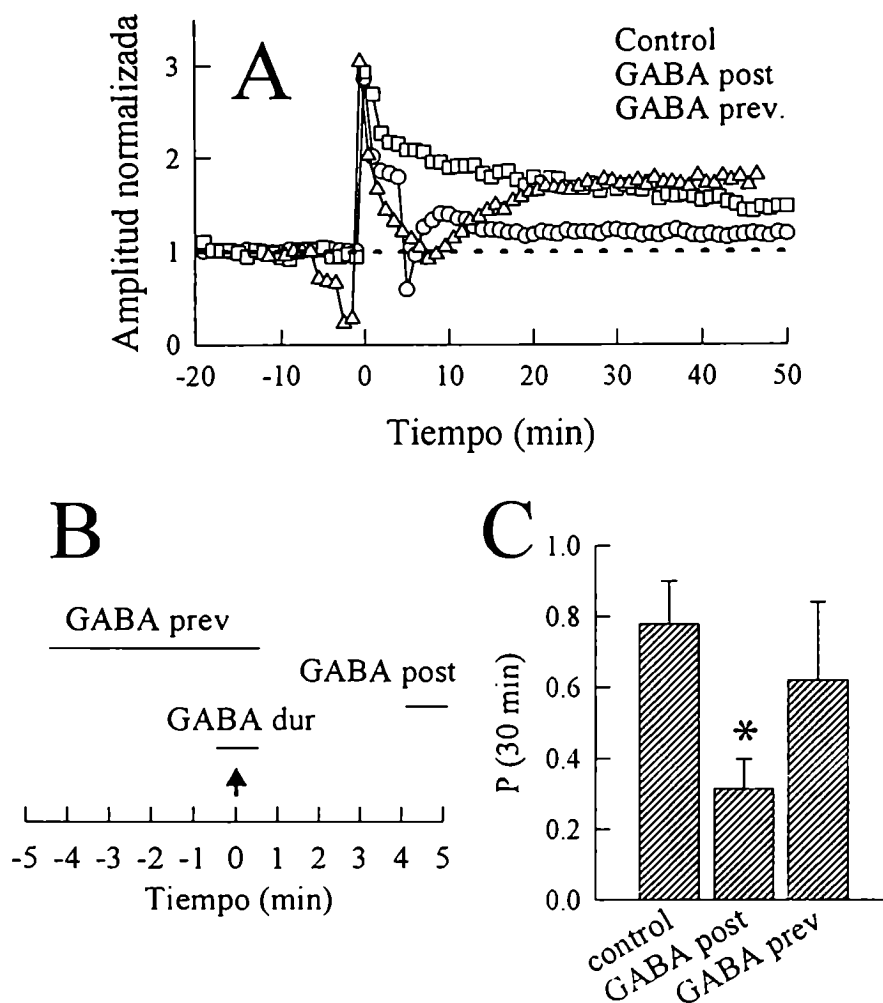 A
Control
GABA post
GABA prev.
Amplitud normalizada
3
2
1
0
-20 -10 0 10 20 30 40 50
Tiempo (min)
B
GABA prev
GABA post
GABA dur
-5 -4 -3 -2 -1 0 1 2 3 4 5
Tiempo (min)
C
P (30 min)
1.0
0.8
0.6
0.4
0.2
0.0
*
control
GABA post
GABA prev